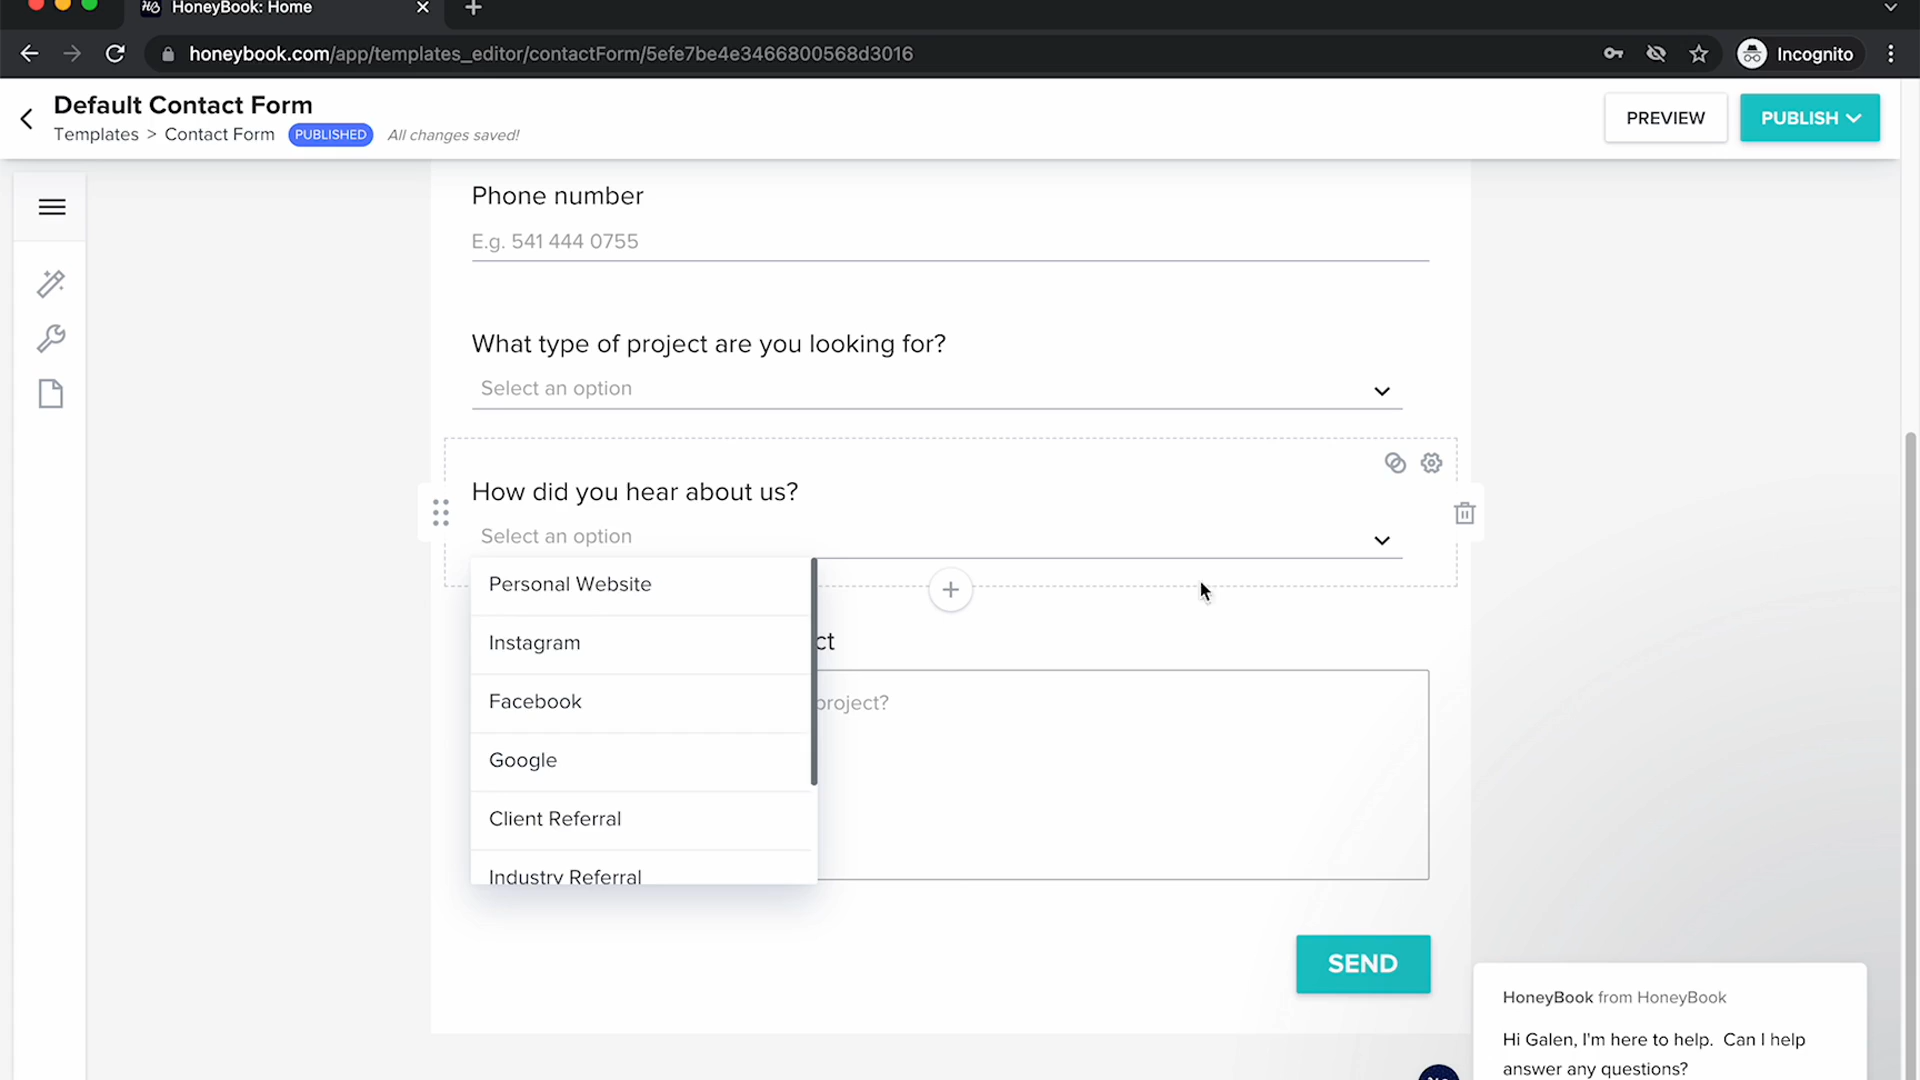 HoneyBook: Home
honeybook.com/app/templates_editor/contactForm/5efe7be4e3466800568d3016
Incognito
Default Contact Form
Templates > Contact Form PUBLISHED All changes saved!
PREVIEW
PUBLISH
Phone number
E.g. 541 444 0755
What type of project are you looking for?
Select an option
How did you hear about us?
Select an option
Personal Website
Instagram
ct
Facebook
project?
Google
Client Referral
Industry Referral
SEND
HoneyBook from HoneyBook
Hi Galen, I'm here to help. Can I help
answer any questions?